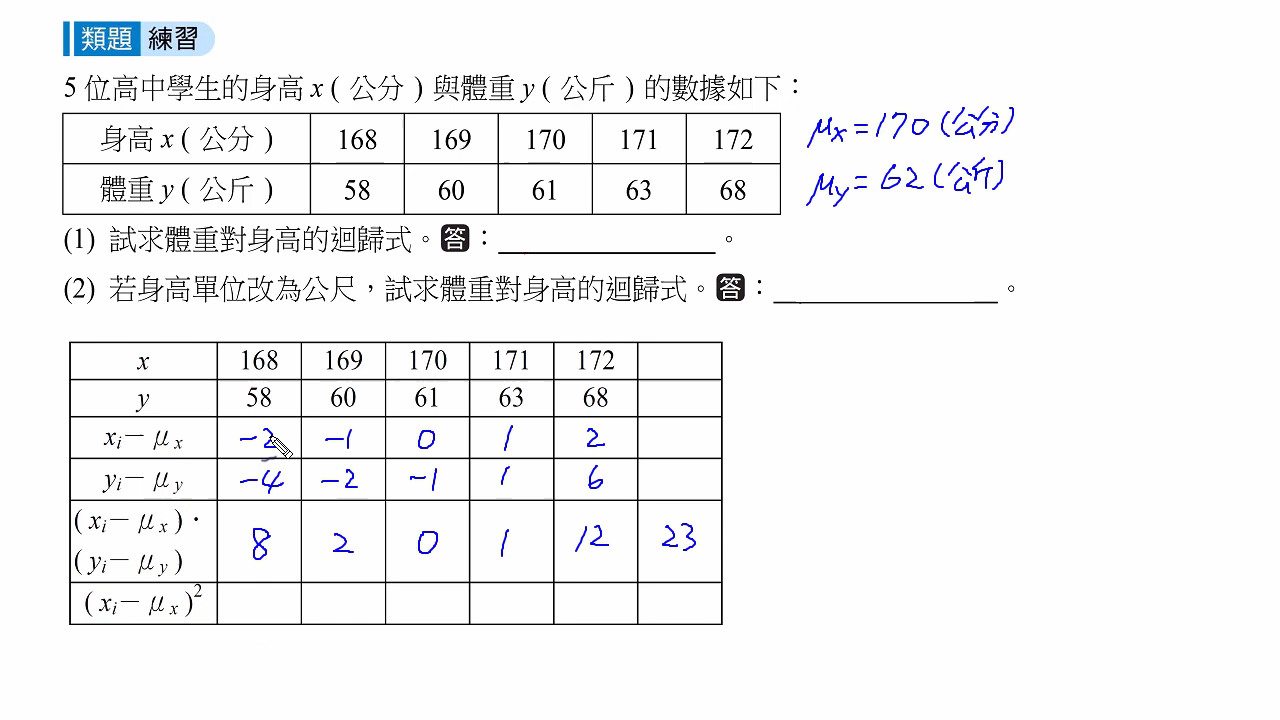 類題 練習
5 位高中學生的身高 x ( 公分 ) 與體重 y ( 公斤 ) 的數據如下：
身高 x ( 公分 ) 168 169 170 171 172
體重 y ( 公斤 ) 58 60 61 63 68
μx = 170 (公分)
μy = 62 (公斤)
(1) 試求體重對身高的迴歸式。答：＿＿＿＿＿＿＿＿。
(2) 若身高單位改為公尺，試求體重對身高的迴歸式。答：＿＿＿＿＿＿＿＿。
x 168 169 170 171 172
y 58 60 61 63 68
xi－μx -2 -1 0 1 2
yi－μy -4 -2 -1 1 6
( xi－μx )·
( yi－μy ) 8 2 0 1 12 23
( xi－μx )²